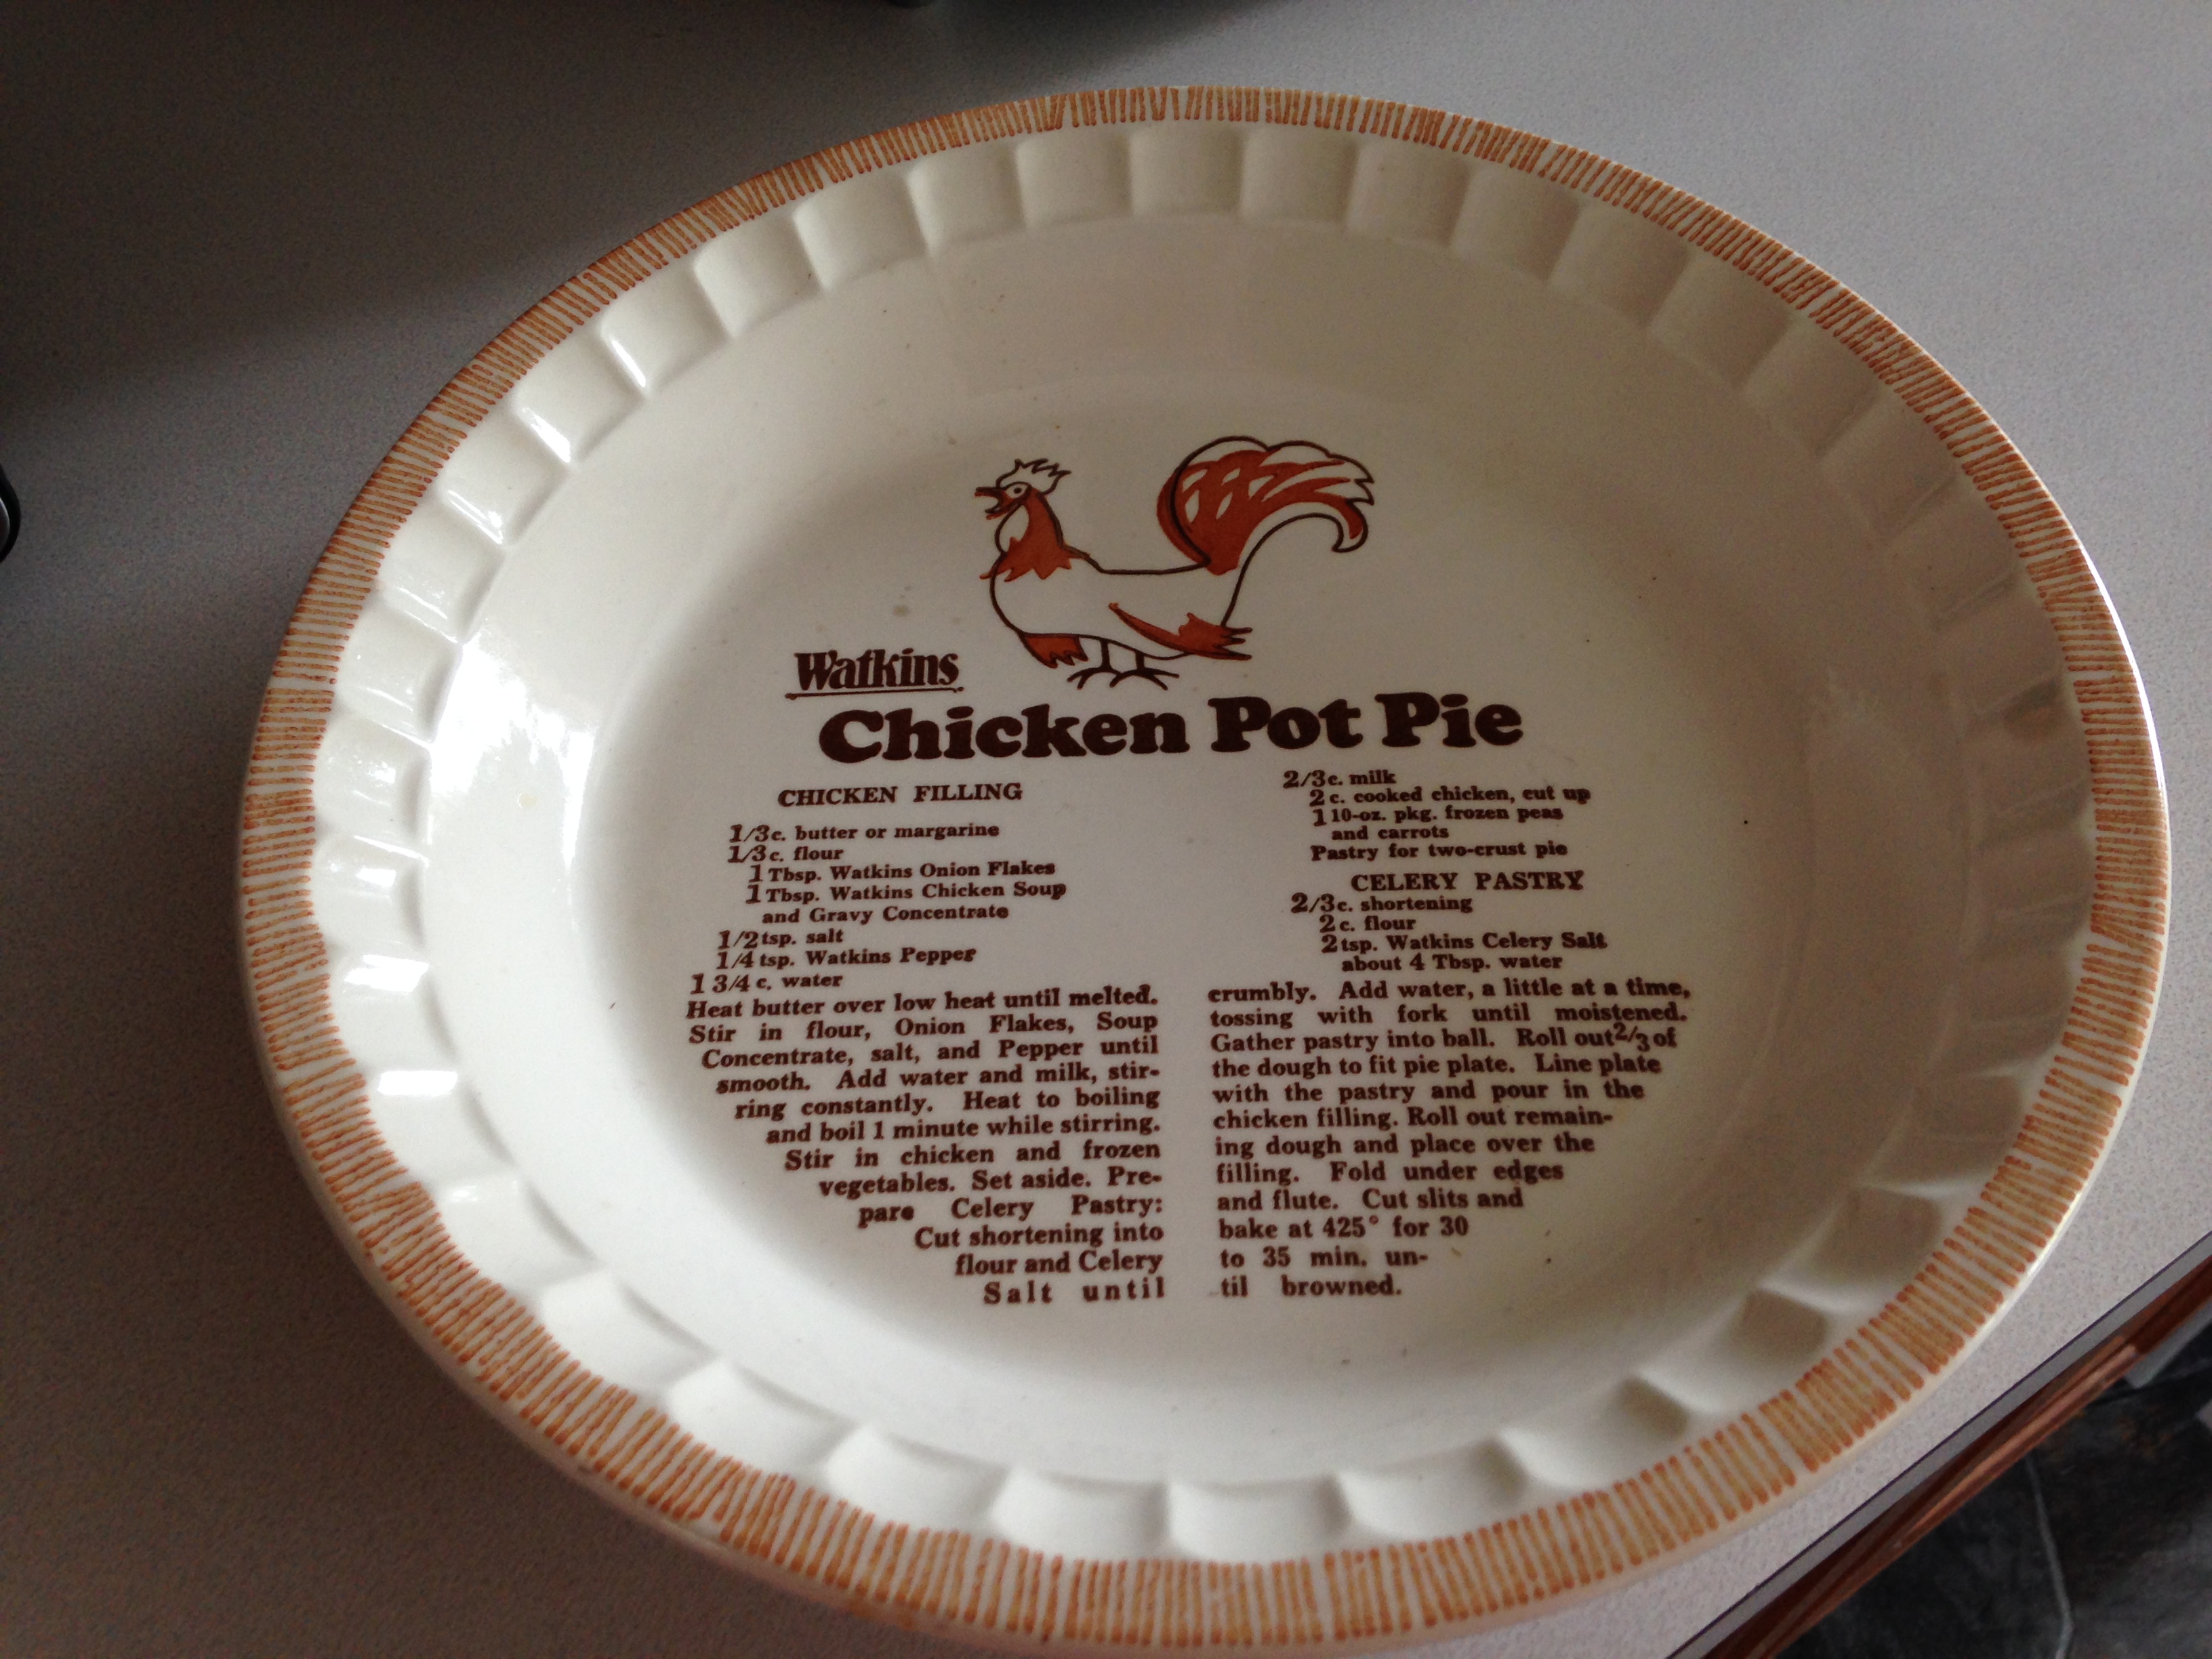 Watkins
Chicken Pot Pie
CHICKEN FILLING
1/3 c. butter or margarine
1/3 c. flour
1 Tbsp. Watkins Onion Flakes
1 Tbsp. Watkins Chicken Soup
and Gravy Concentrate
1/2 tsp. salt
1/4 tsp. Watkins Pepper
1 3/4 c. water
2/3 c. milk
2 c. cooked chicken, cut up
1 10-oz. pkg. frozen peas
and carrots
Pastry for two-crust pie
CELERY PASTRY
2/3 c. shortening
2 c. flour
2 tsp. Watkins Celery Salt
about 4 Tbsp. water
Heat butter over low heat until melted.
Stir in flour, Onion Flakes, Soup
Concentrate, salt, and Pepper until
smooth. Add water and milk, stir-
ring constantly. Heat to boiling
and boil 1 minute while stirring.
Stir in chicken and frozen
vegetables. Set aside. Pre-
pare Celery Pastry:
Cut shortening into
flour and Celery
Salt until
crumbly. Add water, a little at a time,
tossing with fork until moistened.
Gather pastry into ball. Roll out 2/3 of
the dough to fit pie plate. Line plate
with the pastry and pour in the
chicken filling. Roll out remain-
ing dough and place over the
filling. Fold under edges
and flute. Cut slits and
bake at 425° for 30
to 35 min. un-
til browned.